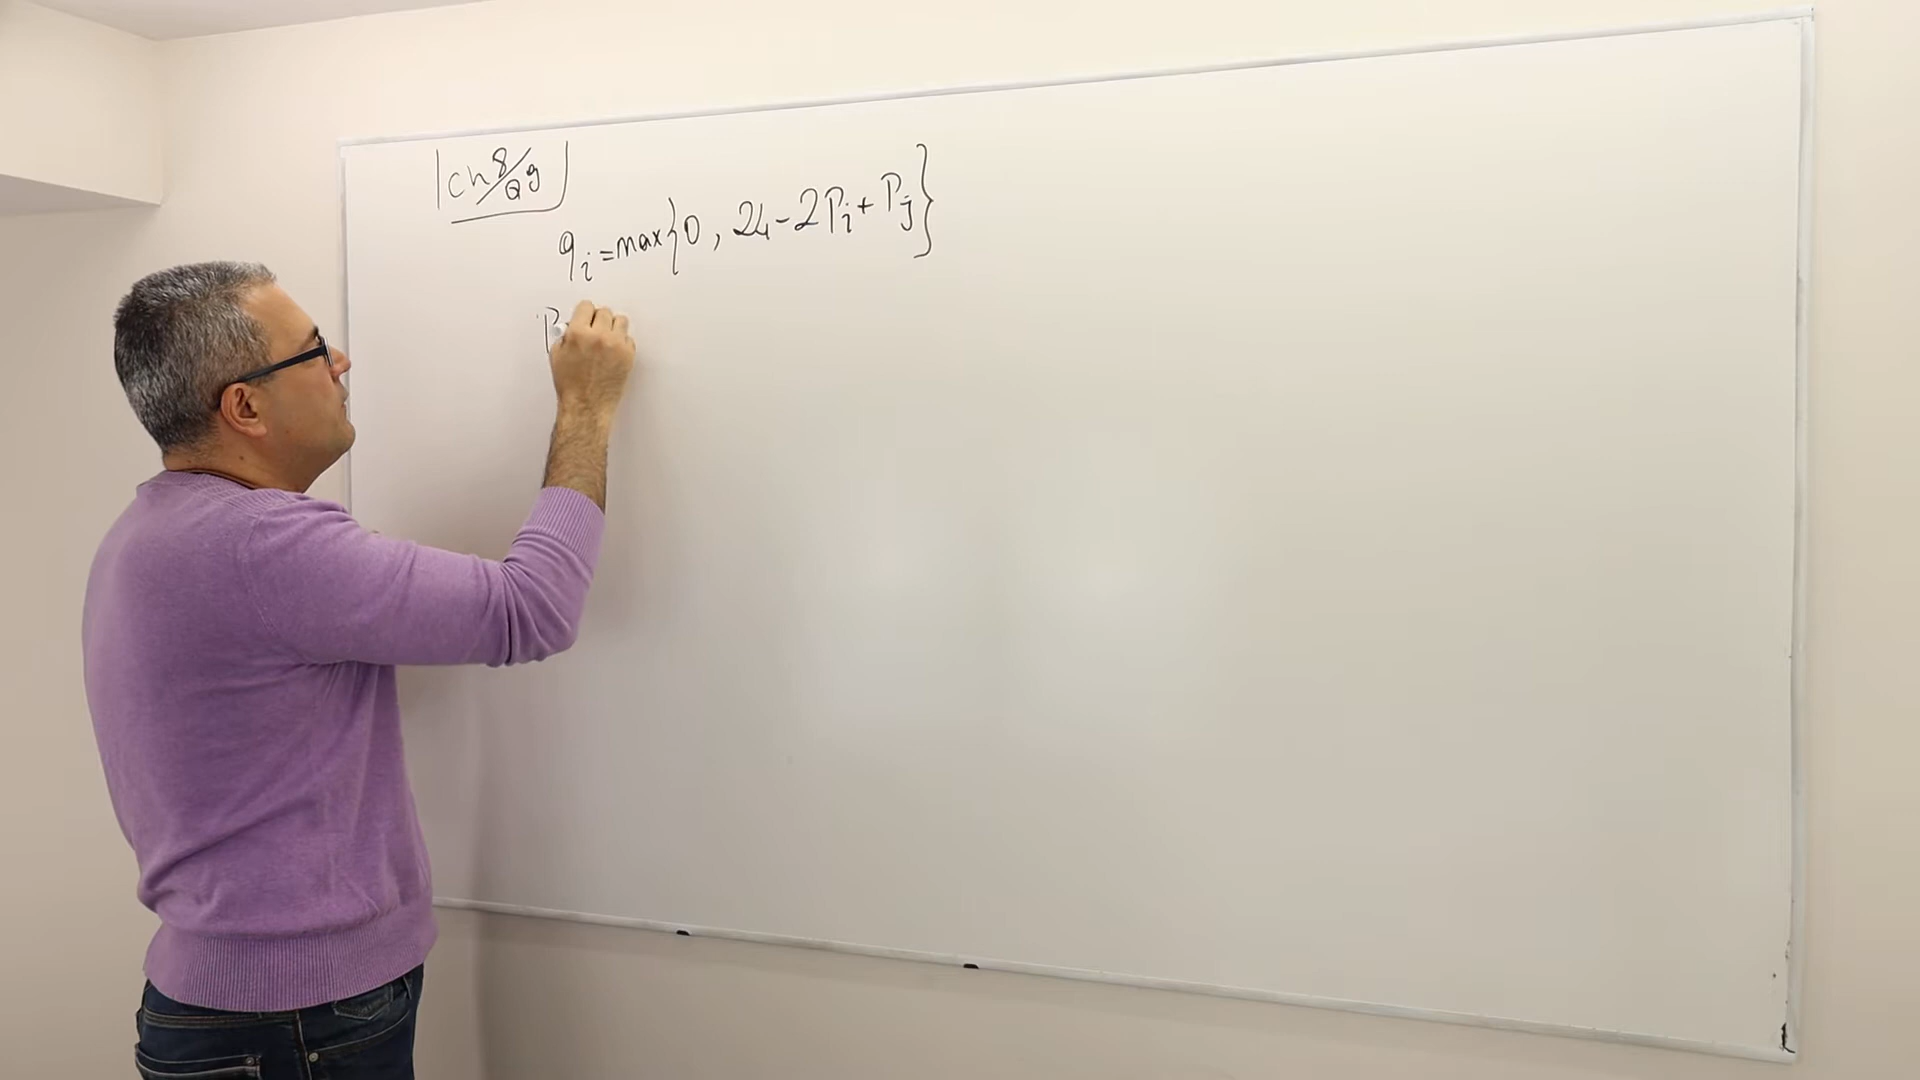 Ch8/Q9
qi = max{0, 24-2Pi+Pj}
P